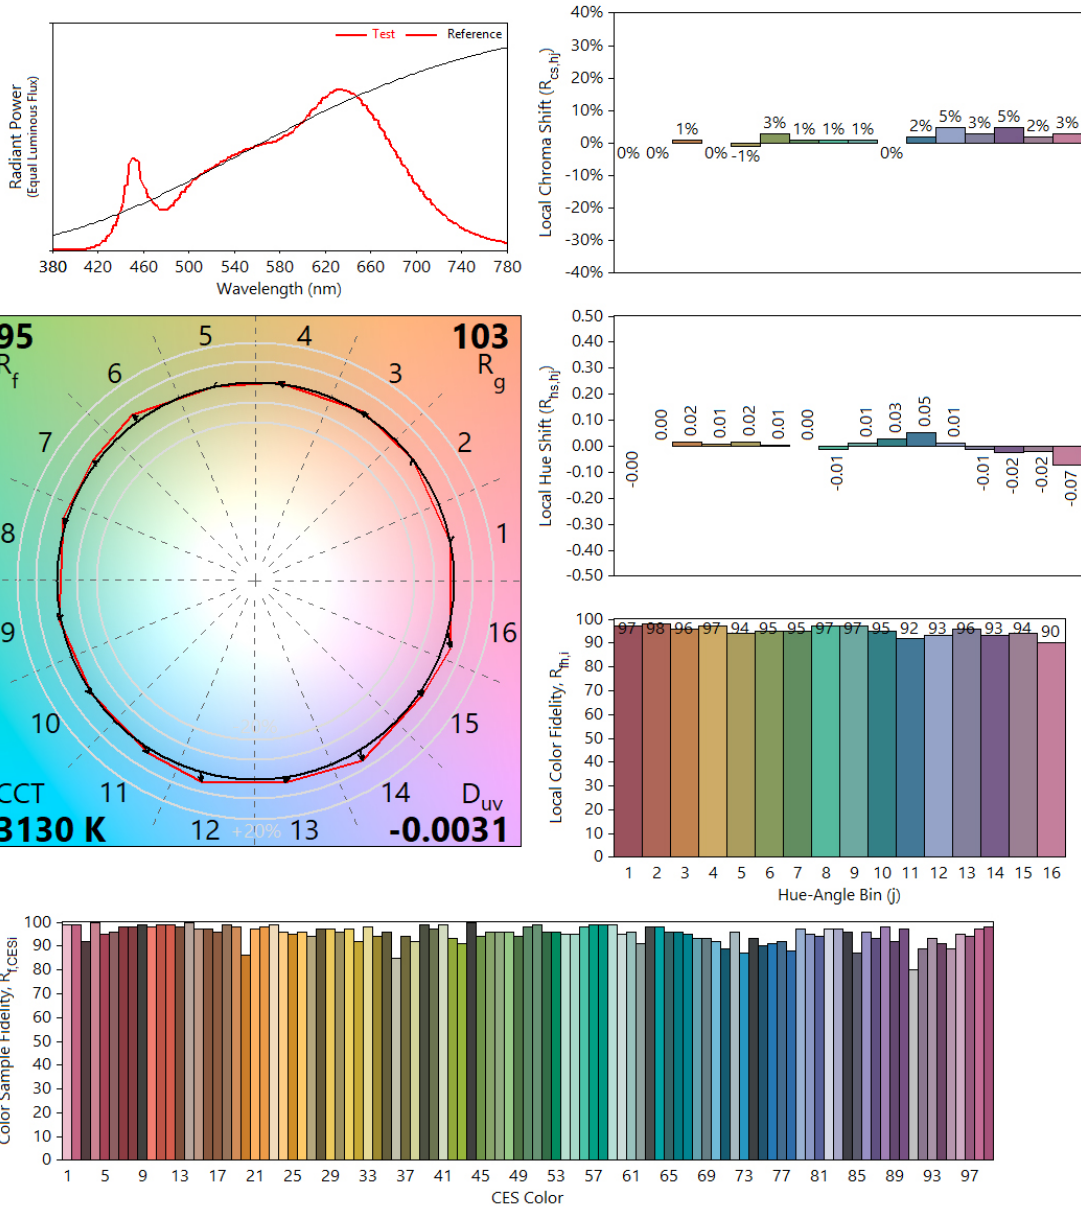 Test Reference
Radiant Power
(Equal Luminous Flux)
380 420 460 500 540 580 620 660 700 740 780
Wavelength (nm)
Local Chroma Shift (Rcs,hj)
40%
30%
20%
10%
0%
-10%
-20%
-30%
-40%
0% 0% 1% 0% -1% 3% 1% 1% 1% 0% 2% 5% 3% 5% 2% 3%
95
Rf
103
Rg
1
2
3
4
5
6
7
8
9
10
11
12
13
14
15
16
+20%
CCT
3130 K
Duv
-0.0031
Local Hue Shift (Rhs,hj)
0.50
0.40
0.30
0.20
0.10
0.00
-0.10
-0.20
-0.30
-0.40
-0.50
-0.00 0.00 0.02 0.01 0.02 0.01 0.00 -0.01 0.01 0.03 0.05 0.01 -0.01 -0.02 -0.02 -0.07
Local Color Fidelity, Rfh,i
100
90
80
70
60
50
40
30
20
10
0
97 98 96 97 94 95 95 97 97 95 92 93 96 93 94 90
1 2 3 4 5 6 7 8 9 10 11 12 13 14 15 16
Hue-Angle Bin (j)
Color Sample Fidelity, Rf,CESi
100
90
80
70
60
50
40
30
20
10
0
1 5 9 13 17 21 25 29 33 37 41 45 49 53 57 61 65 69 73 77 81 85 89 93 97
CES Color